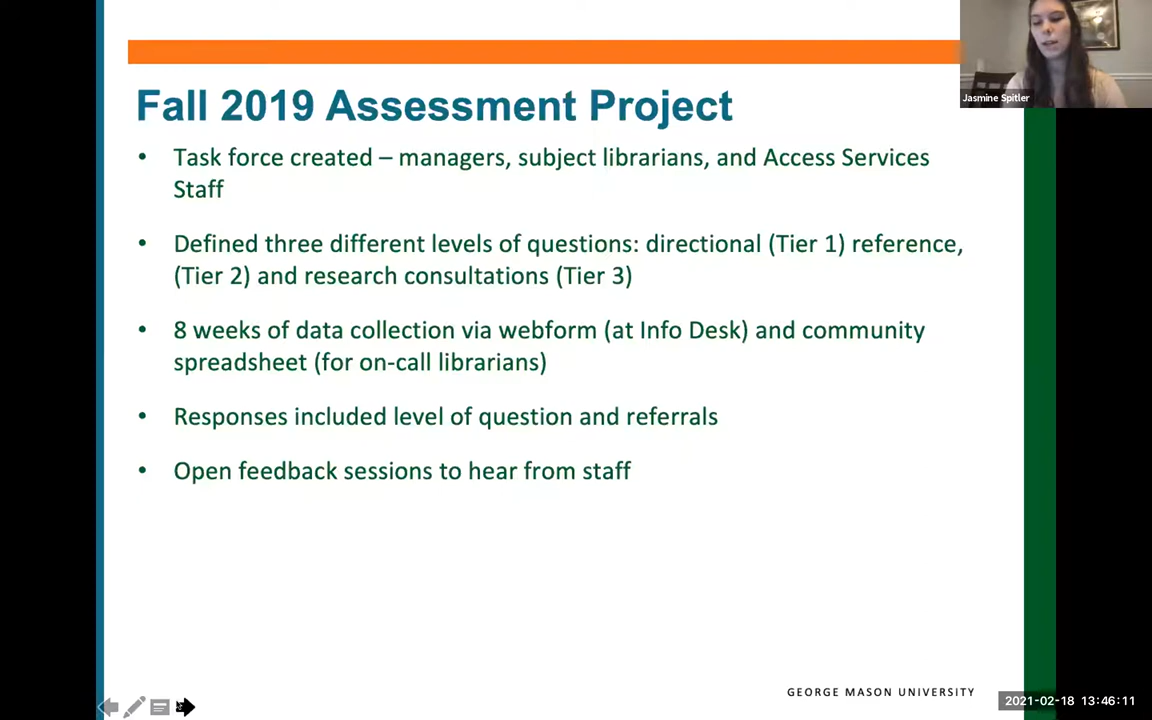 Jasmine Spitler
Fall 2019 Assessment Project
• Task force created – managers, subject librarians, and Access Services
Staff
• Defined three different levels of questions: directional (Tier 1) reference,
(Tier 2) and research consultations (Tier 3)
• 8 weeks of data collection via webform (at Info Desk) and community
spreadsheet (for on-call librarians)
• Responses included level of question and referrals
• Open feedback sessions to hear from staff
GEORGE MASON UNIVERSITY
2021-02-18 13:46:11